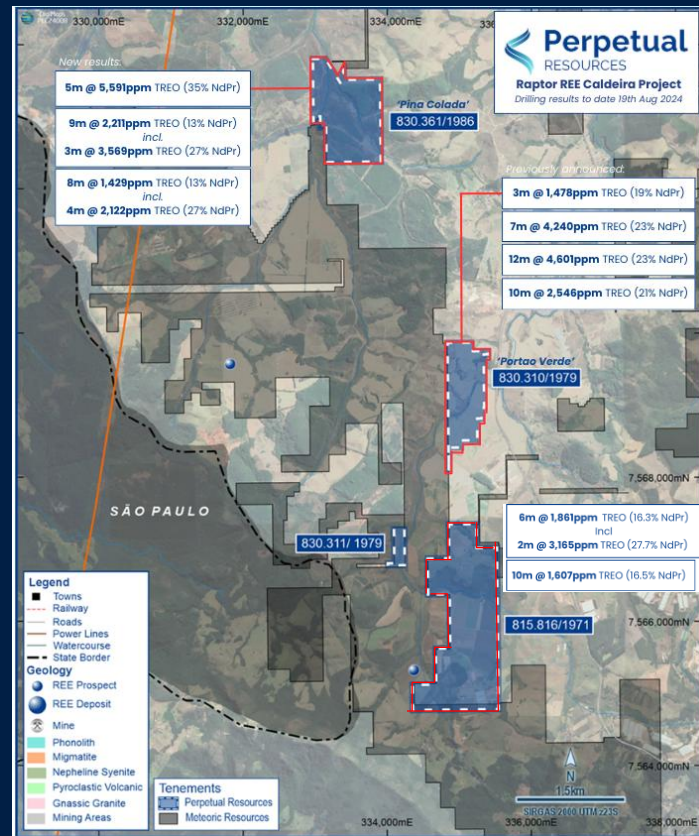 330,000mE
332,000mE
334,000mE
Perpetual
RESOURCES
Raptor REE Caldeira Project
Drilling results to date 19th Aug 2024
New results:
5m @ 5,591ppm TREO (35% NdPr)
9m @ 2,211ppm TREO (13% NdPr)
incl.
3m @ 3,569ppm TREO (27% NdPr)
8m @ 1,429ppm TREO (13% NdPr)
incl.
4m @ 2,122ppm TREO (27% NdPr)
'Pina Colada'
830.361/1986
Previously announced:
3m @ 1,478ppm TREO (19% NdPr)
7m @ 4,240ppm TREO (23% NdPr)
12m @ 4,601ppm TREO (23% NdPr)
10m @ 2,546ppm TREO (21% NdPr)
'Portao Verde'
830.310/1979
7,568,000mN
SÃO PAULO
830.311/ 1979
6m @ 1,861ppm TREO (16.3% NdPr)
Incl
2m @ 3,165ppm TREO (27.7% NdPr)
10m @ 1,607ppm TREO (16.5% NdPr)
815.816/1971
7,566,000mN
7,564,000mN
Legend
Towns
Railway
Roads
Power Lines
Watercourse
State Border
Geology
REE Prospect
REE Deposit
Mine
Phonolith
Migmatite
Nepheline Syenite
Pyroclastic Volcanic
Gnassic Granite
Mining Areas
Tenements
Perpetual Resources
Meteoric Resources
N
1.5km
SIRGAS 2000 UTM z23S
334,000mE
336,000mE
338,000mE